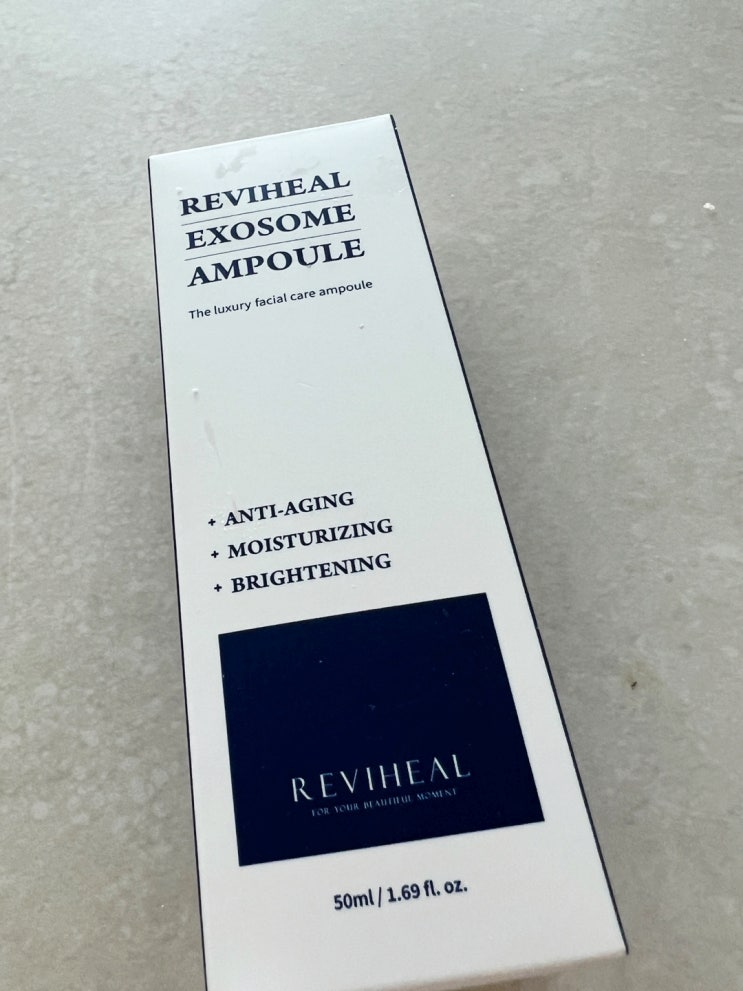 REVIHEAL
EXOSOME
AMPOULE
The luxury facial care ampoule
+ ANTI-AGING
+ MOISTURIZING
+ BRIGHTENING
REVIHEAL
FOR YOUR BEAUTIFUL MOMENT
50ml / 1.69 fl. oz.